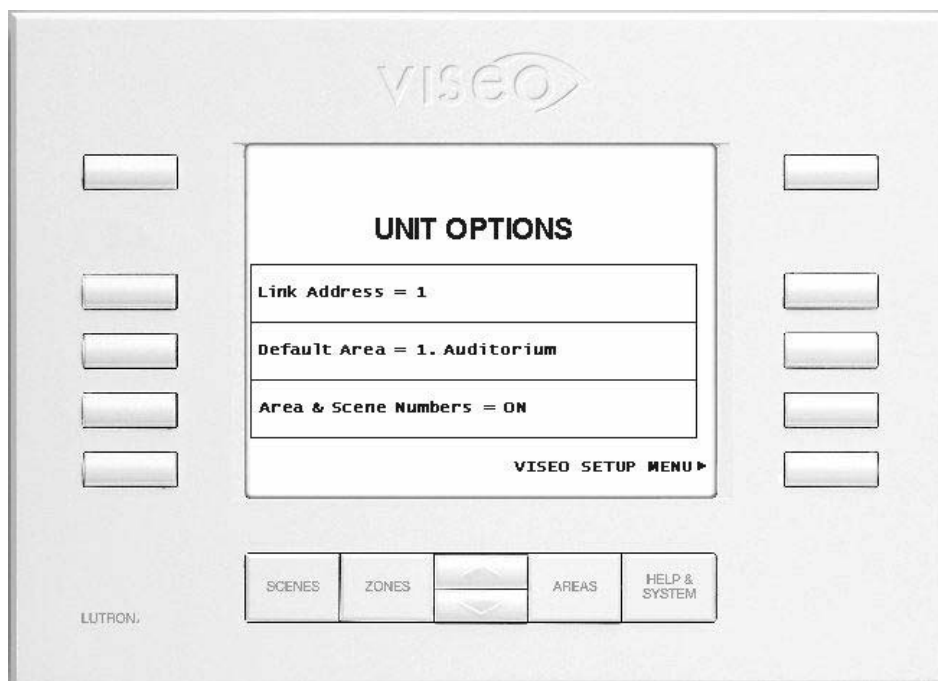 VISEO
UNIT OPTIONS
Link Address = 1
Default Area = 1. Auditorium
Area & Scene Numbers = ON
VISEO SETUP MENU▶
SCENES
ZONES
AREAS
HELP &
SYSTEM
LUTRON.